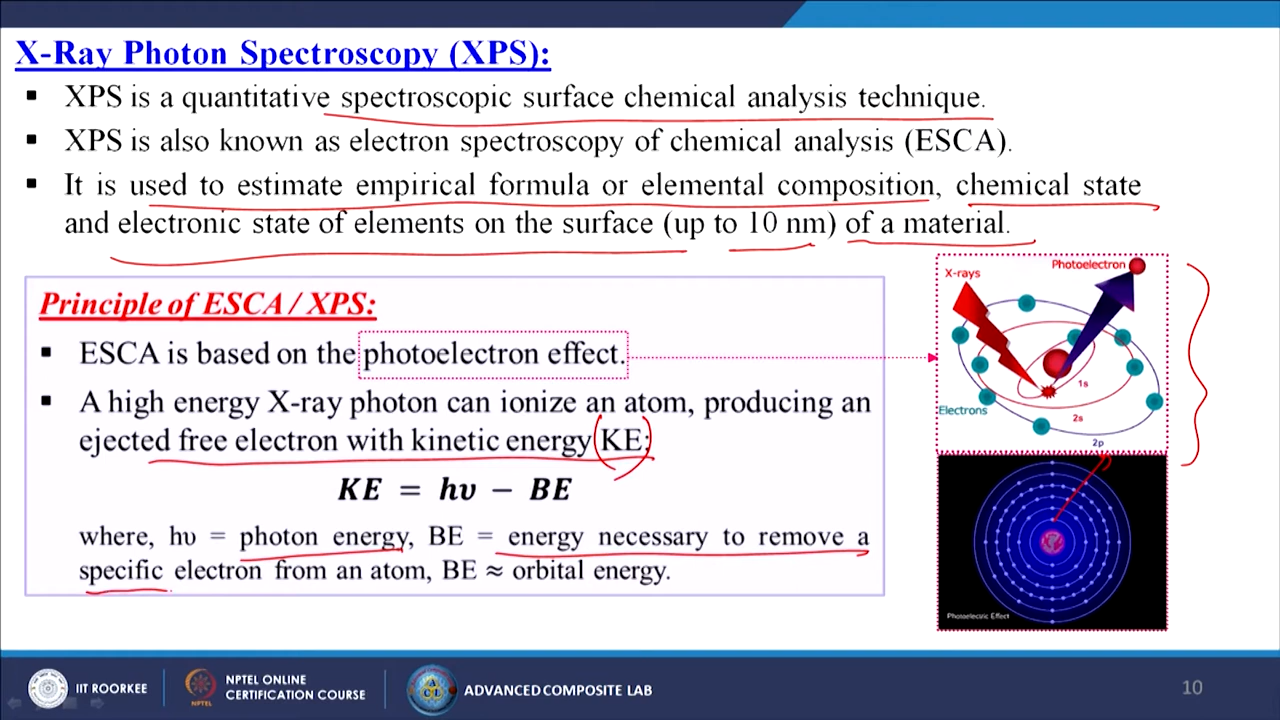 X-Ray Photon Spectroscopy (XPS):
▪ XPS is a quantitative spectroscopic surface chemical analysis technique.
▪ XPS is also known as electron spectroscopy of chemical analysis (ESCA).
▪ It is used to estimate empirical formula or elemental composition, chemical state
and electronic state of elements on the surface (up to 10 nm) of a material.
Principle of ESCA / XPS:
▪ ESCA is based on the photoelectron effect.
▪ A high energy X-ray photon can ionize an atom, producing an
ejected free electron with kinetic energy KE:
KE = hυ − BE
where, hυ = photon energy, BE = energy necessary to remove a
specific electron from an atom, BE ≈ orbital energy.
X-rays
Photoelectron
1s
Electrons
2s
2p
Photoelectric Effect
IIT ROORKEE
NPTEL
NPTEL ONLINE
CERTIFICATION COURSE
ACL
ADVANCED COMPOSITE LAB
10